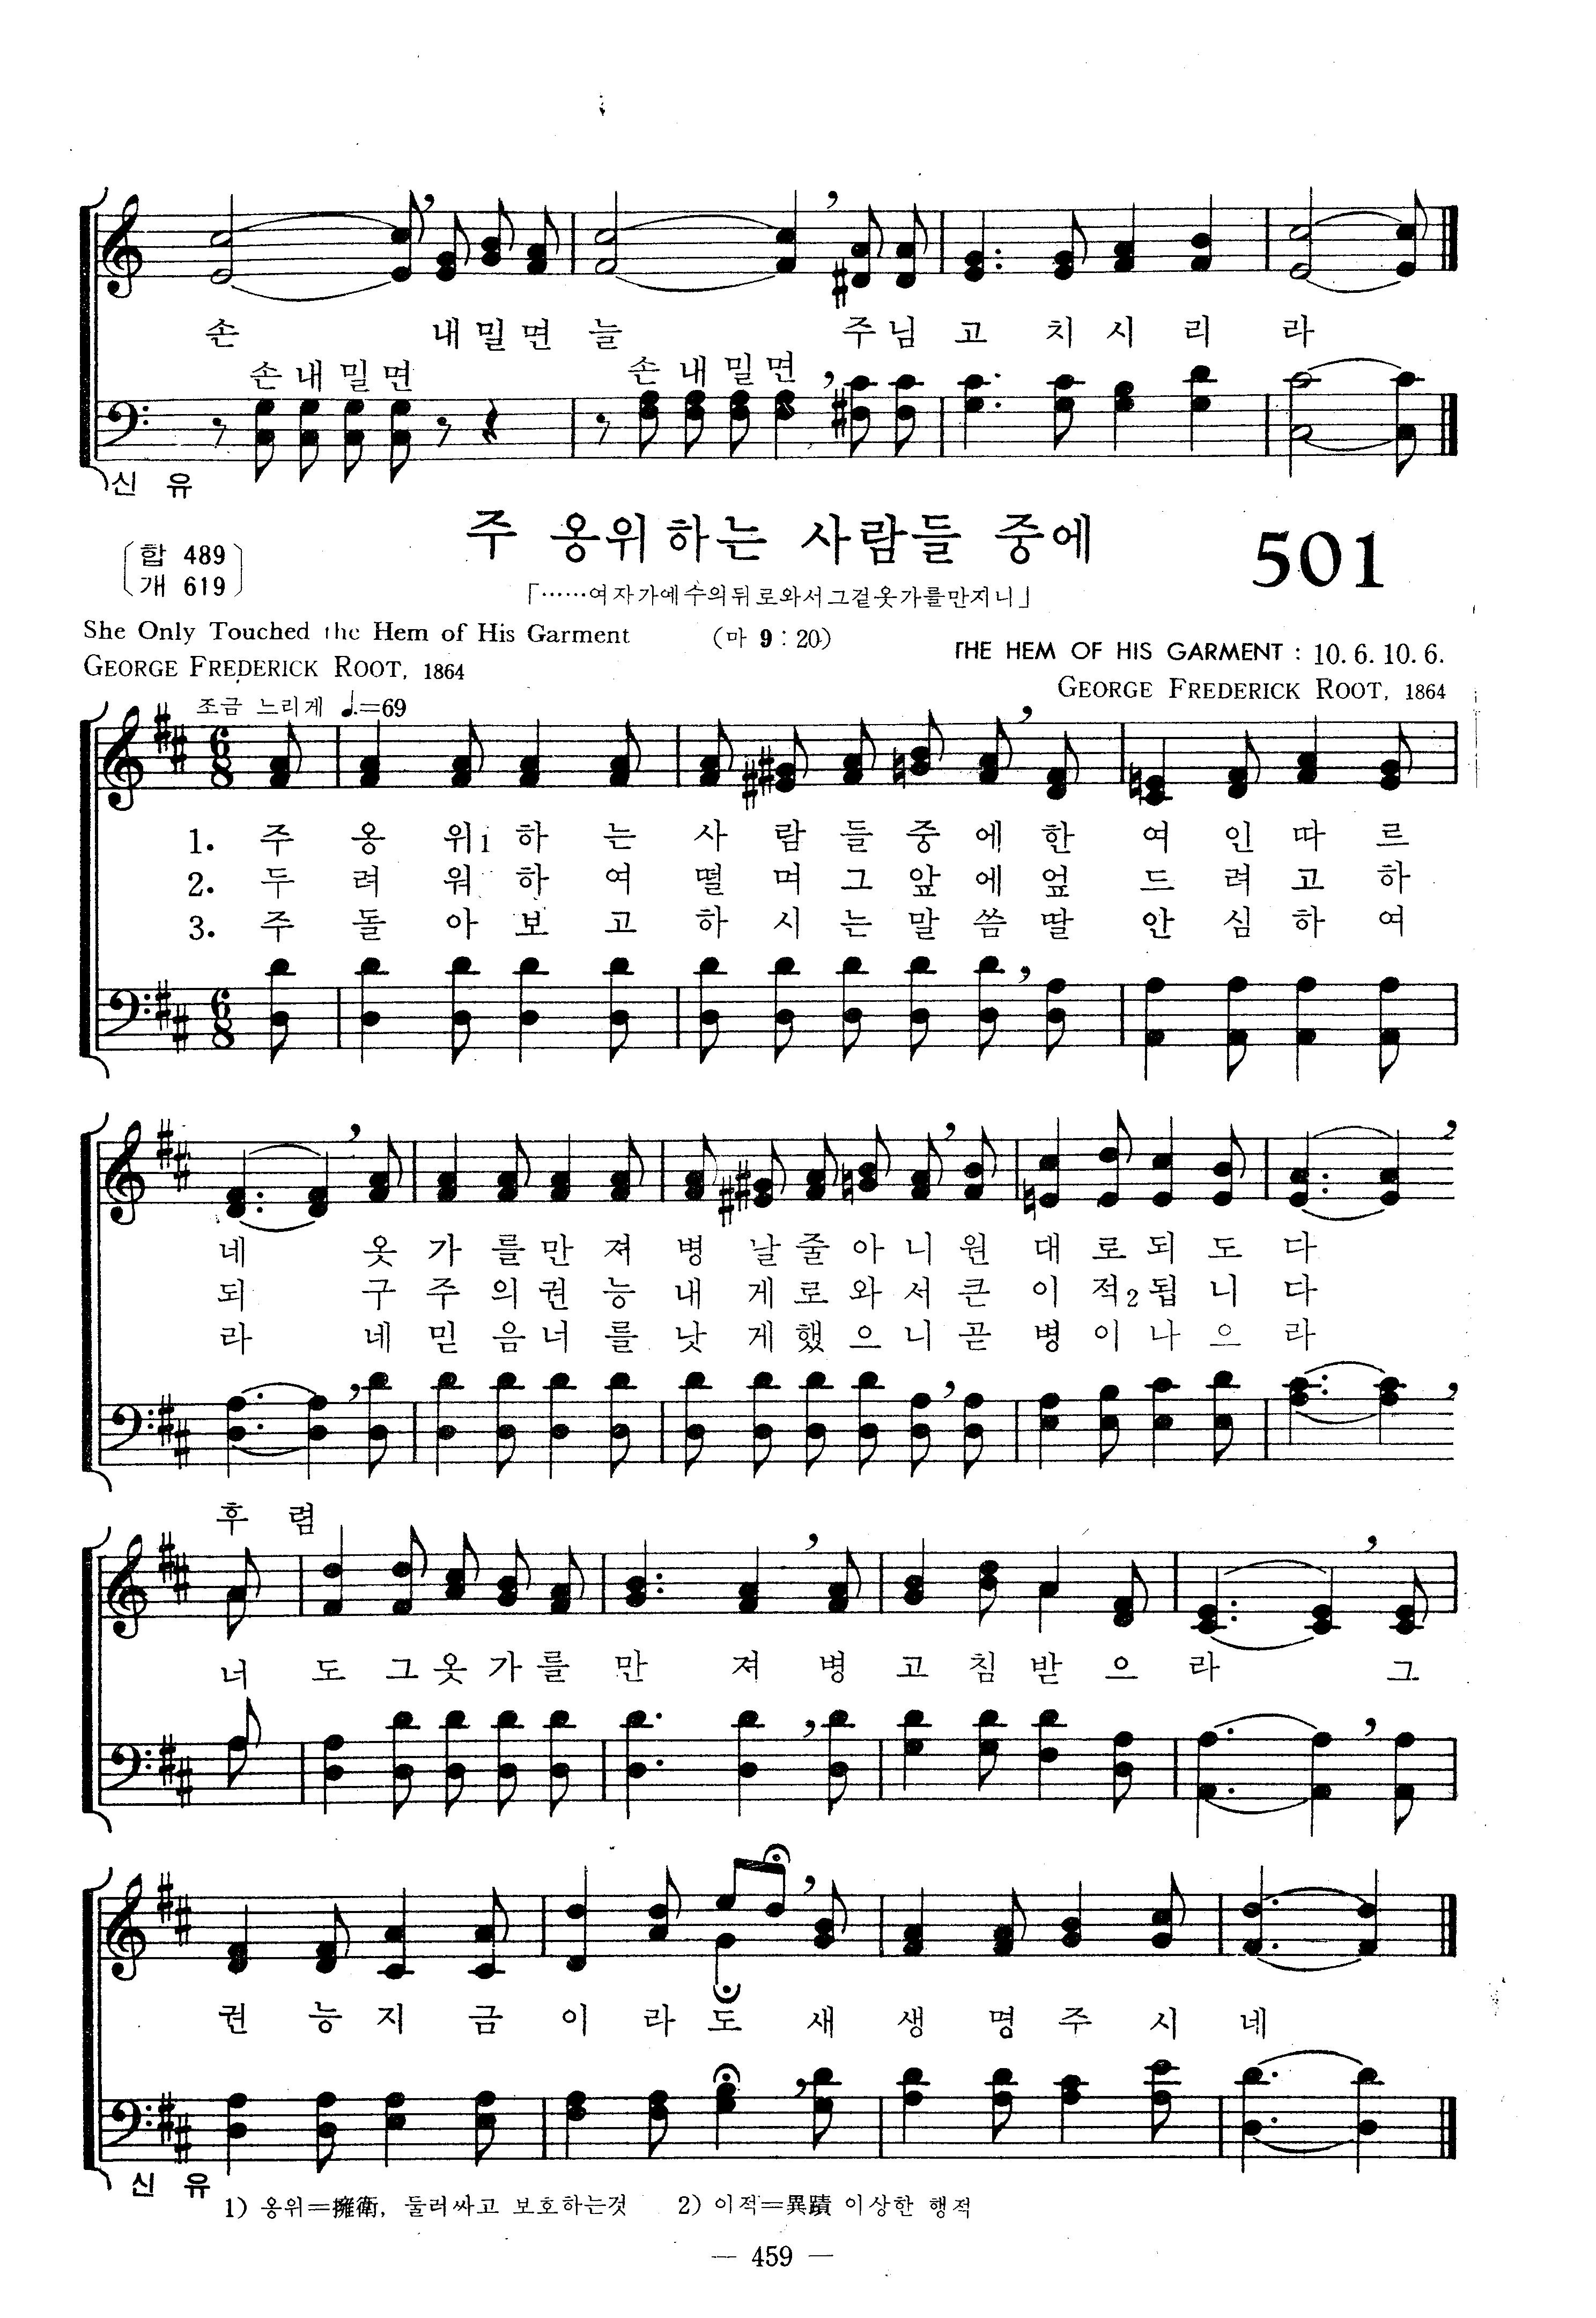 손 내 밀 면 늘 주 님 고 치 시 리 라
손 내 밀 면 손 내 밀 면
신 유
주 옹위하는 사람들 중에 501
합 489
개 619
「……여자가예수의뒤로와서그겉옷가를만지니」
She Only Touched the Hem of His Garment (마 9 : 20)
THE HEM OF HIS GARMENT : 10. 6. 10. 6.
GEORGE FREDERICK ROOT, 1864
GEORGE FREDERICK ROOT, 1864
조금 느리게 ♩.=69
1. 주 옹 위1 하 는 사 람 들 중 에 한 여 인 따 르
2. 두 려 워 하 여 떨 며 그 앞 에 엎 드 려 고 하
3. 주 돌 아 보 고 하 시 는 말 씀 딸 안 심 하 여
네 옷 가 를 만 져 병 날 줄 아 니 원 대 로 되 도 다
되 구 주 의 권 능 내 게 로 와 서 큰 이 적2 됩 니 다
라 네 믿 음 너 를 낫 게 했 으 니 곧 병 이 나 으 라
후 렴
너 도 그 옷 가 를 만 져 병 고 침 받 으 라 그
권 능 지 금 이 라 도 새 생 명 주 시 네
신 유
1) 옹위=擁衛, 둘러싸고 보호하는것 2) 이적=異蹟 이상한 행적
— 459 —